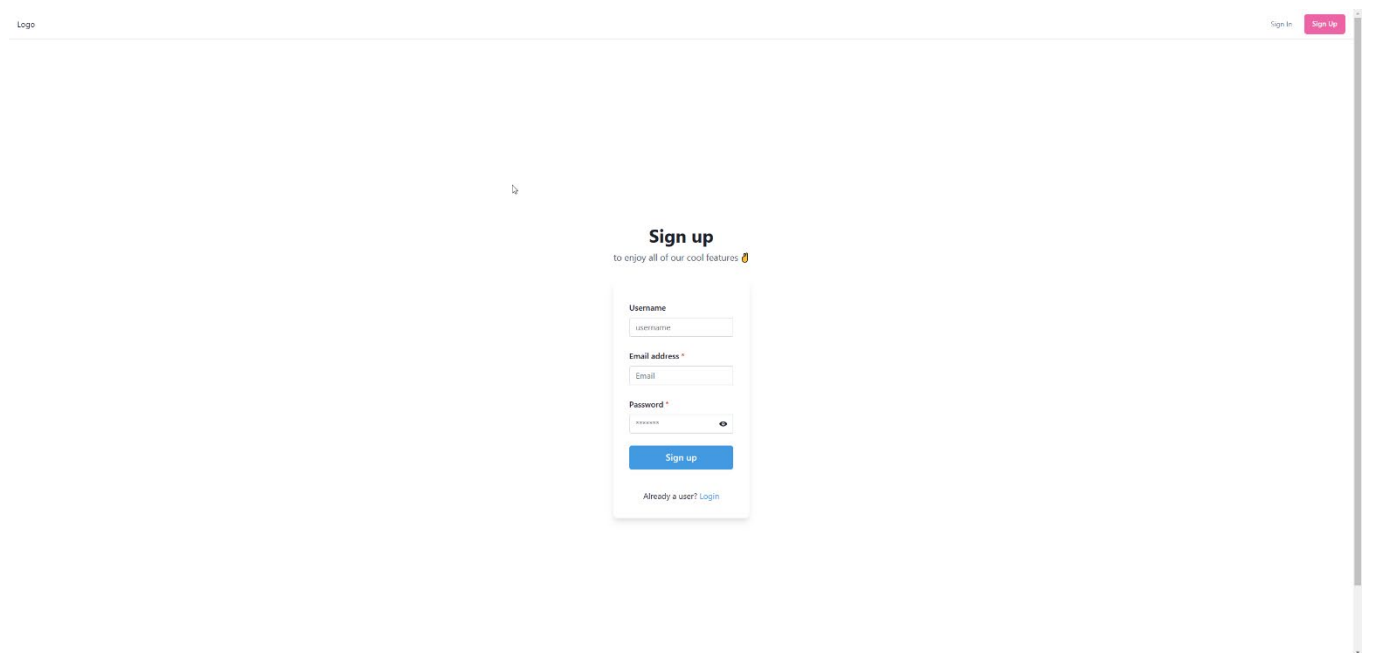 Logo
Sign In
Sign Up
Sign up
to enjoy all of our cool features ✌️
Username
username
Email address *
Email
Password *
*******
Sign up
Already a user? Login